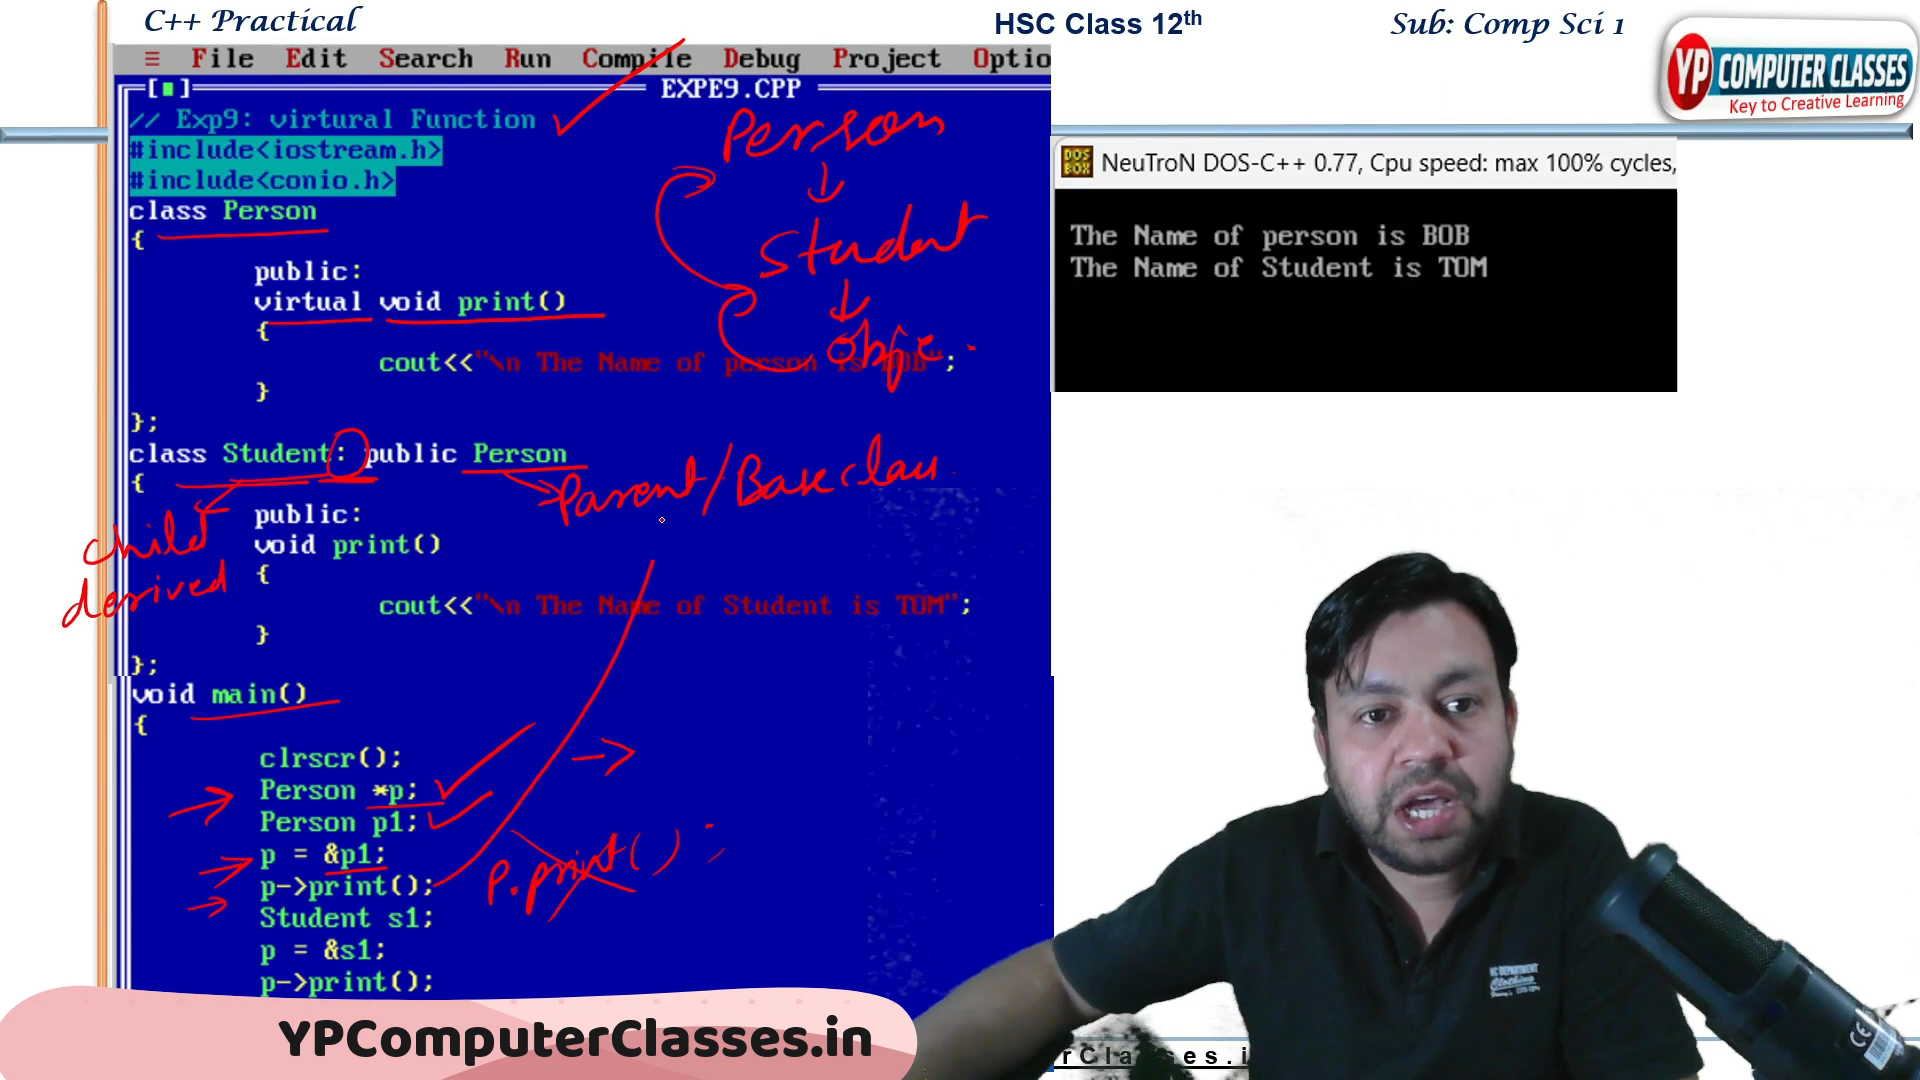 C++ Practical
HSC Class 12th
Sub: Comp Sci 1
YP COMPUTER CLASSES
Key to Creative Learning
≡ File Edit Search Run Compile Debug Project Optio
[■] EXPE9.CPP
// Exp9: virtural Function
#include<iostream.h>
#include<conio.h>
class Person
{
public:
virtual void print()
{
cout<<"\n The Name of person is BOB";
}
};
class Student: public Person
{
public:
void print()
{
cout<<"\n The Name of Student is TOM";
}
};
void main()
{
clrscr();
Person *p;
Person p1;
p = &p1;
p->print();
Student s1;
p = &s1;
p->print();
Person
Student
Obje
Parent/Base class
child
derived
->
p.print();
DOS BOX
NeuTroN DOS-C++ 0.77, Cpu speed: max 100% cycles,
The Name of person is BOB
The Name of Student is TOM
YPComputerClasses.in